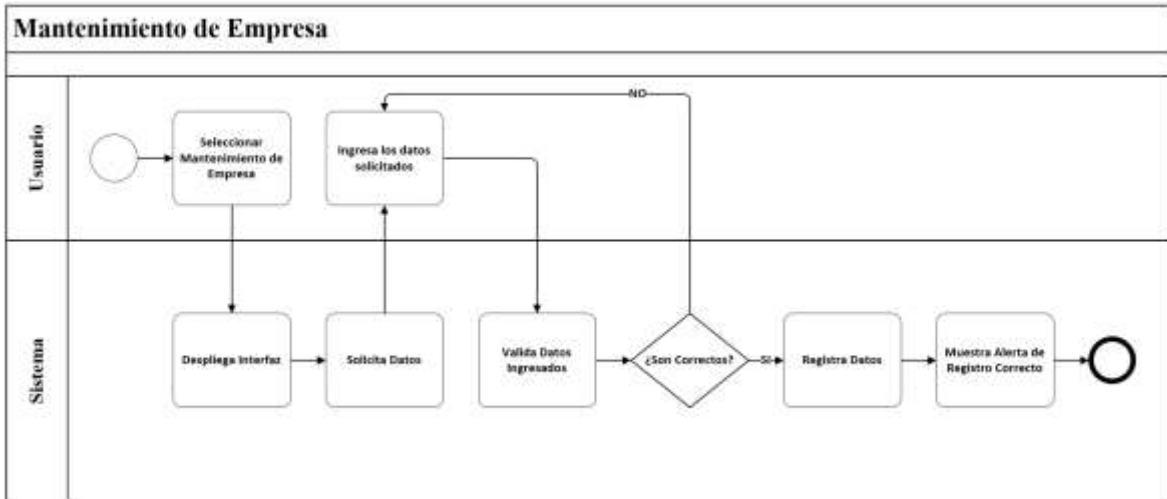 Mantenimiento de Empresa
Usuario
Seleccionar
Mantenimiento de
Empresa
Ingresa los datos
solicitados
NO
Sistema
Despliega Interfaz
Solicita Datos
Valida Datos
Ingresados
¿Son Correctos?
SI
Registra Datos
Muestra Alerta de
Registro Correcto